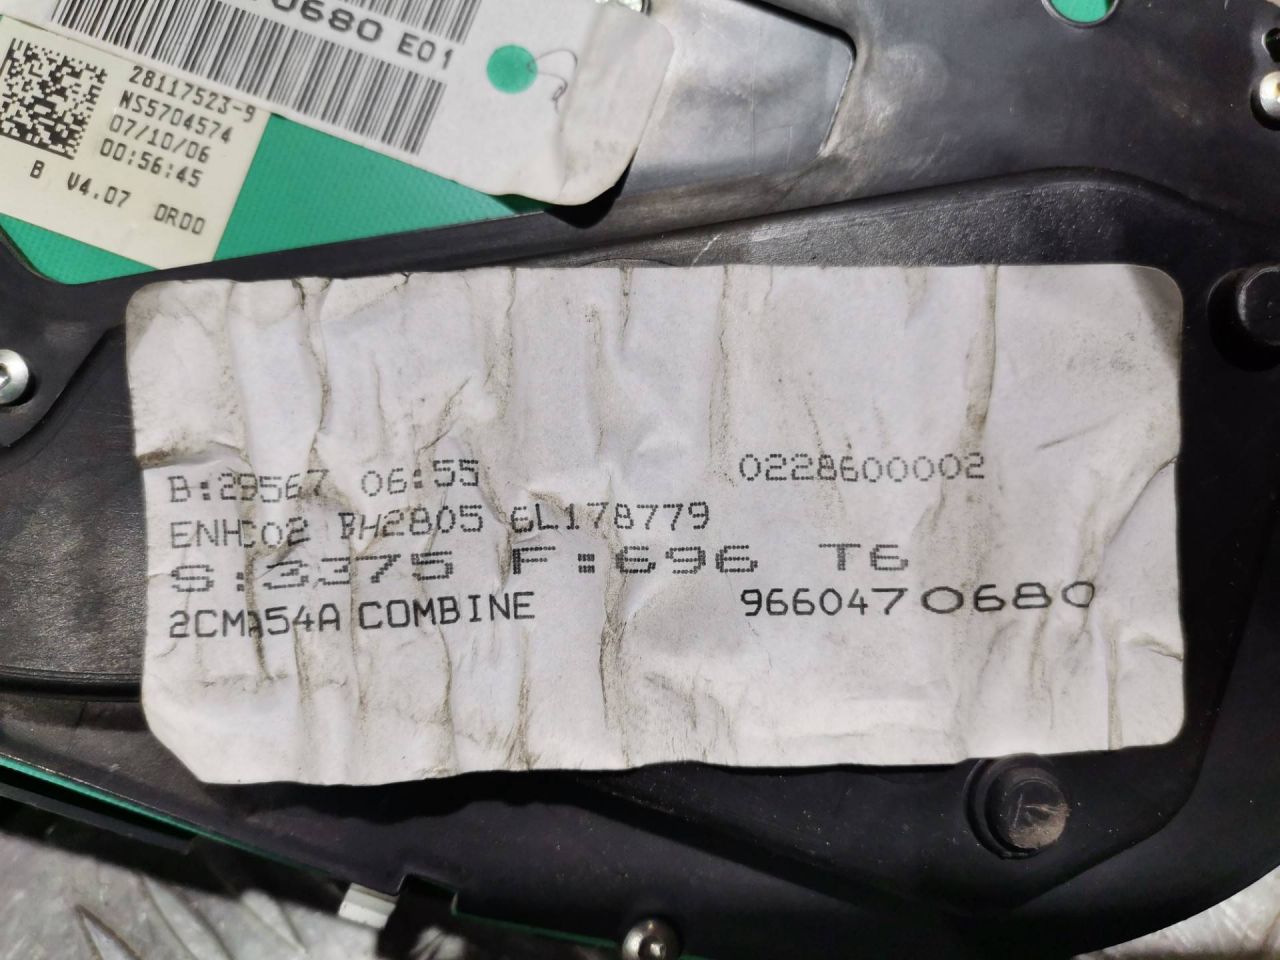 70680 E01
28117523-9
NS5704574
07/10/06
00:56:45
B V4.07 0R00
B:29567 06:55 0228600002
ENHC02 BH2805 6L178779
S:3375 F:696 T6
2CMA54A COMBINE 9660470680